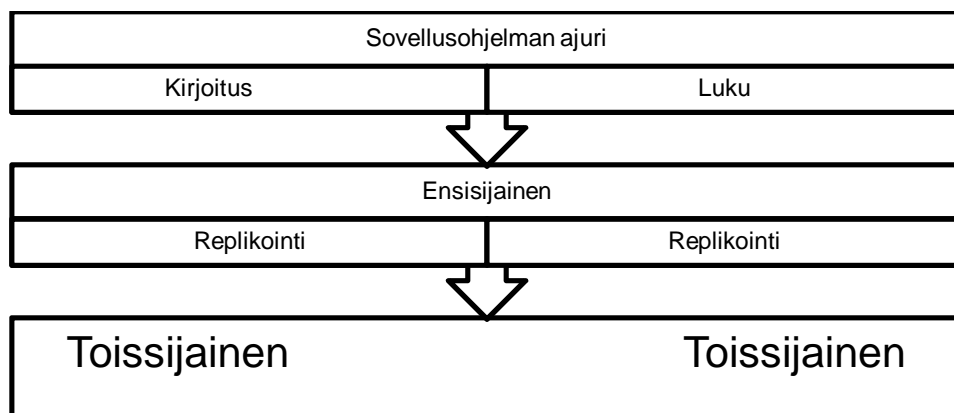 Sovellusohjelman ajuri
Kirjoitus Luku
Ensisijainen
Replikointi Replikointi
Toissijainen Toissijainen